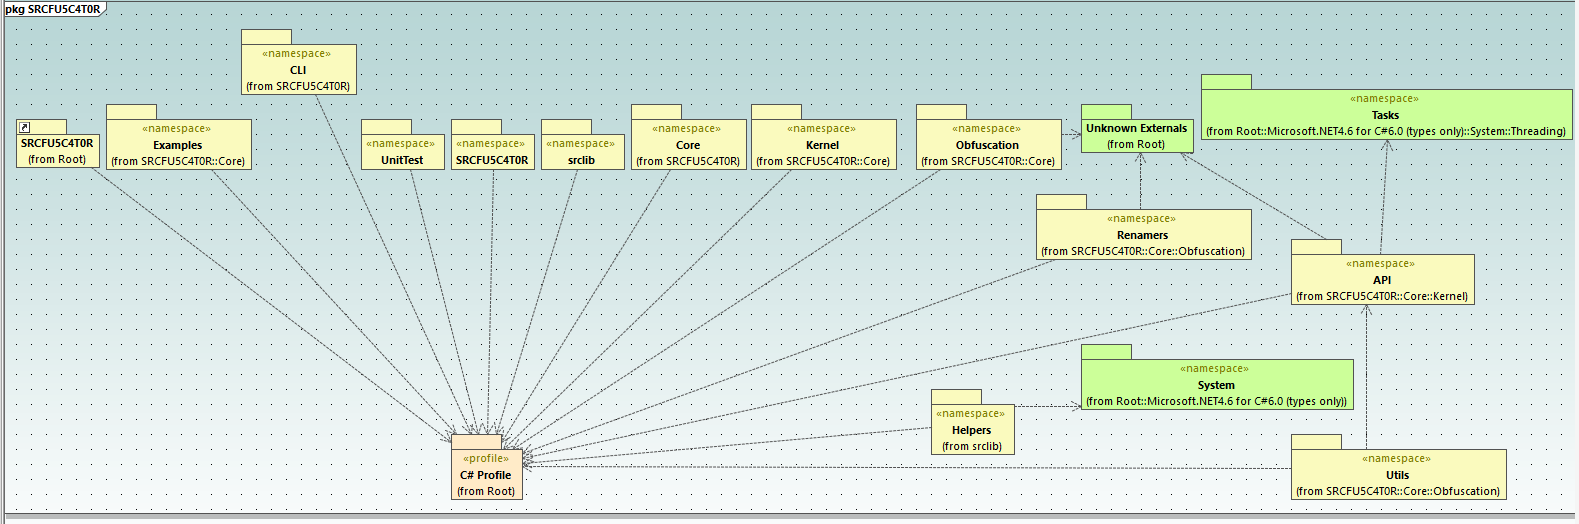 pkg SRCFU5C4T0R
«namespace»
CLI
(from SRCFU5C4T0R)
SRCFU5C4T0R
(from Root)
«namespace»
Examples
(from SRCFU5C4T0R::Core)
«namespace»
UnitTest
«namespace»
SRCFU5C4T0R
«namespace»
srclib
«namespace»
Core
(from SRCFU5C4T0R)
«namespace»
Kernel
(from SRCFU5C4T0R::Core)
«namespace»
Obfuscation
(from SRCFU5C4T0R::Core)
Unknown Externals
(from Root)
«namespace»
Tasks
(from Root::Microsoft.NET4.6 for C#6.0 (types only)::System::Threading)
«namespace»
Renamers
(from SRCFU5C4T0R::Core::Obfuscation)
«namespace»
API
(from SRCFU5C4T0R::Core::Kernel)
«namespace»
System
(from Root::Microsoft.NET4.6 for C#6.0 (types only))
«namespace»
Helpers
(from srclib)
«profile»
C# Profile
(from Root)
«namespace»
Utils
(from SRCFU5C4T0R::Core::Obfuscation)